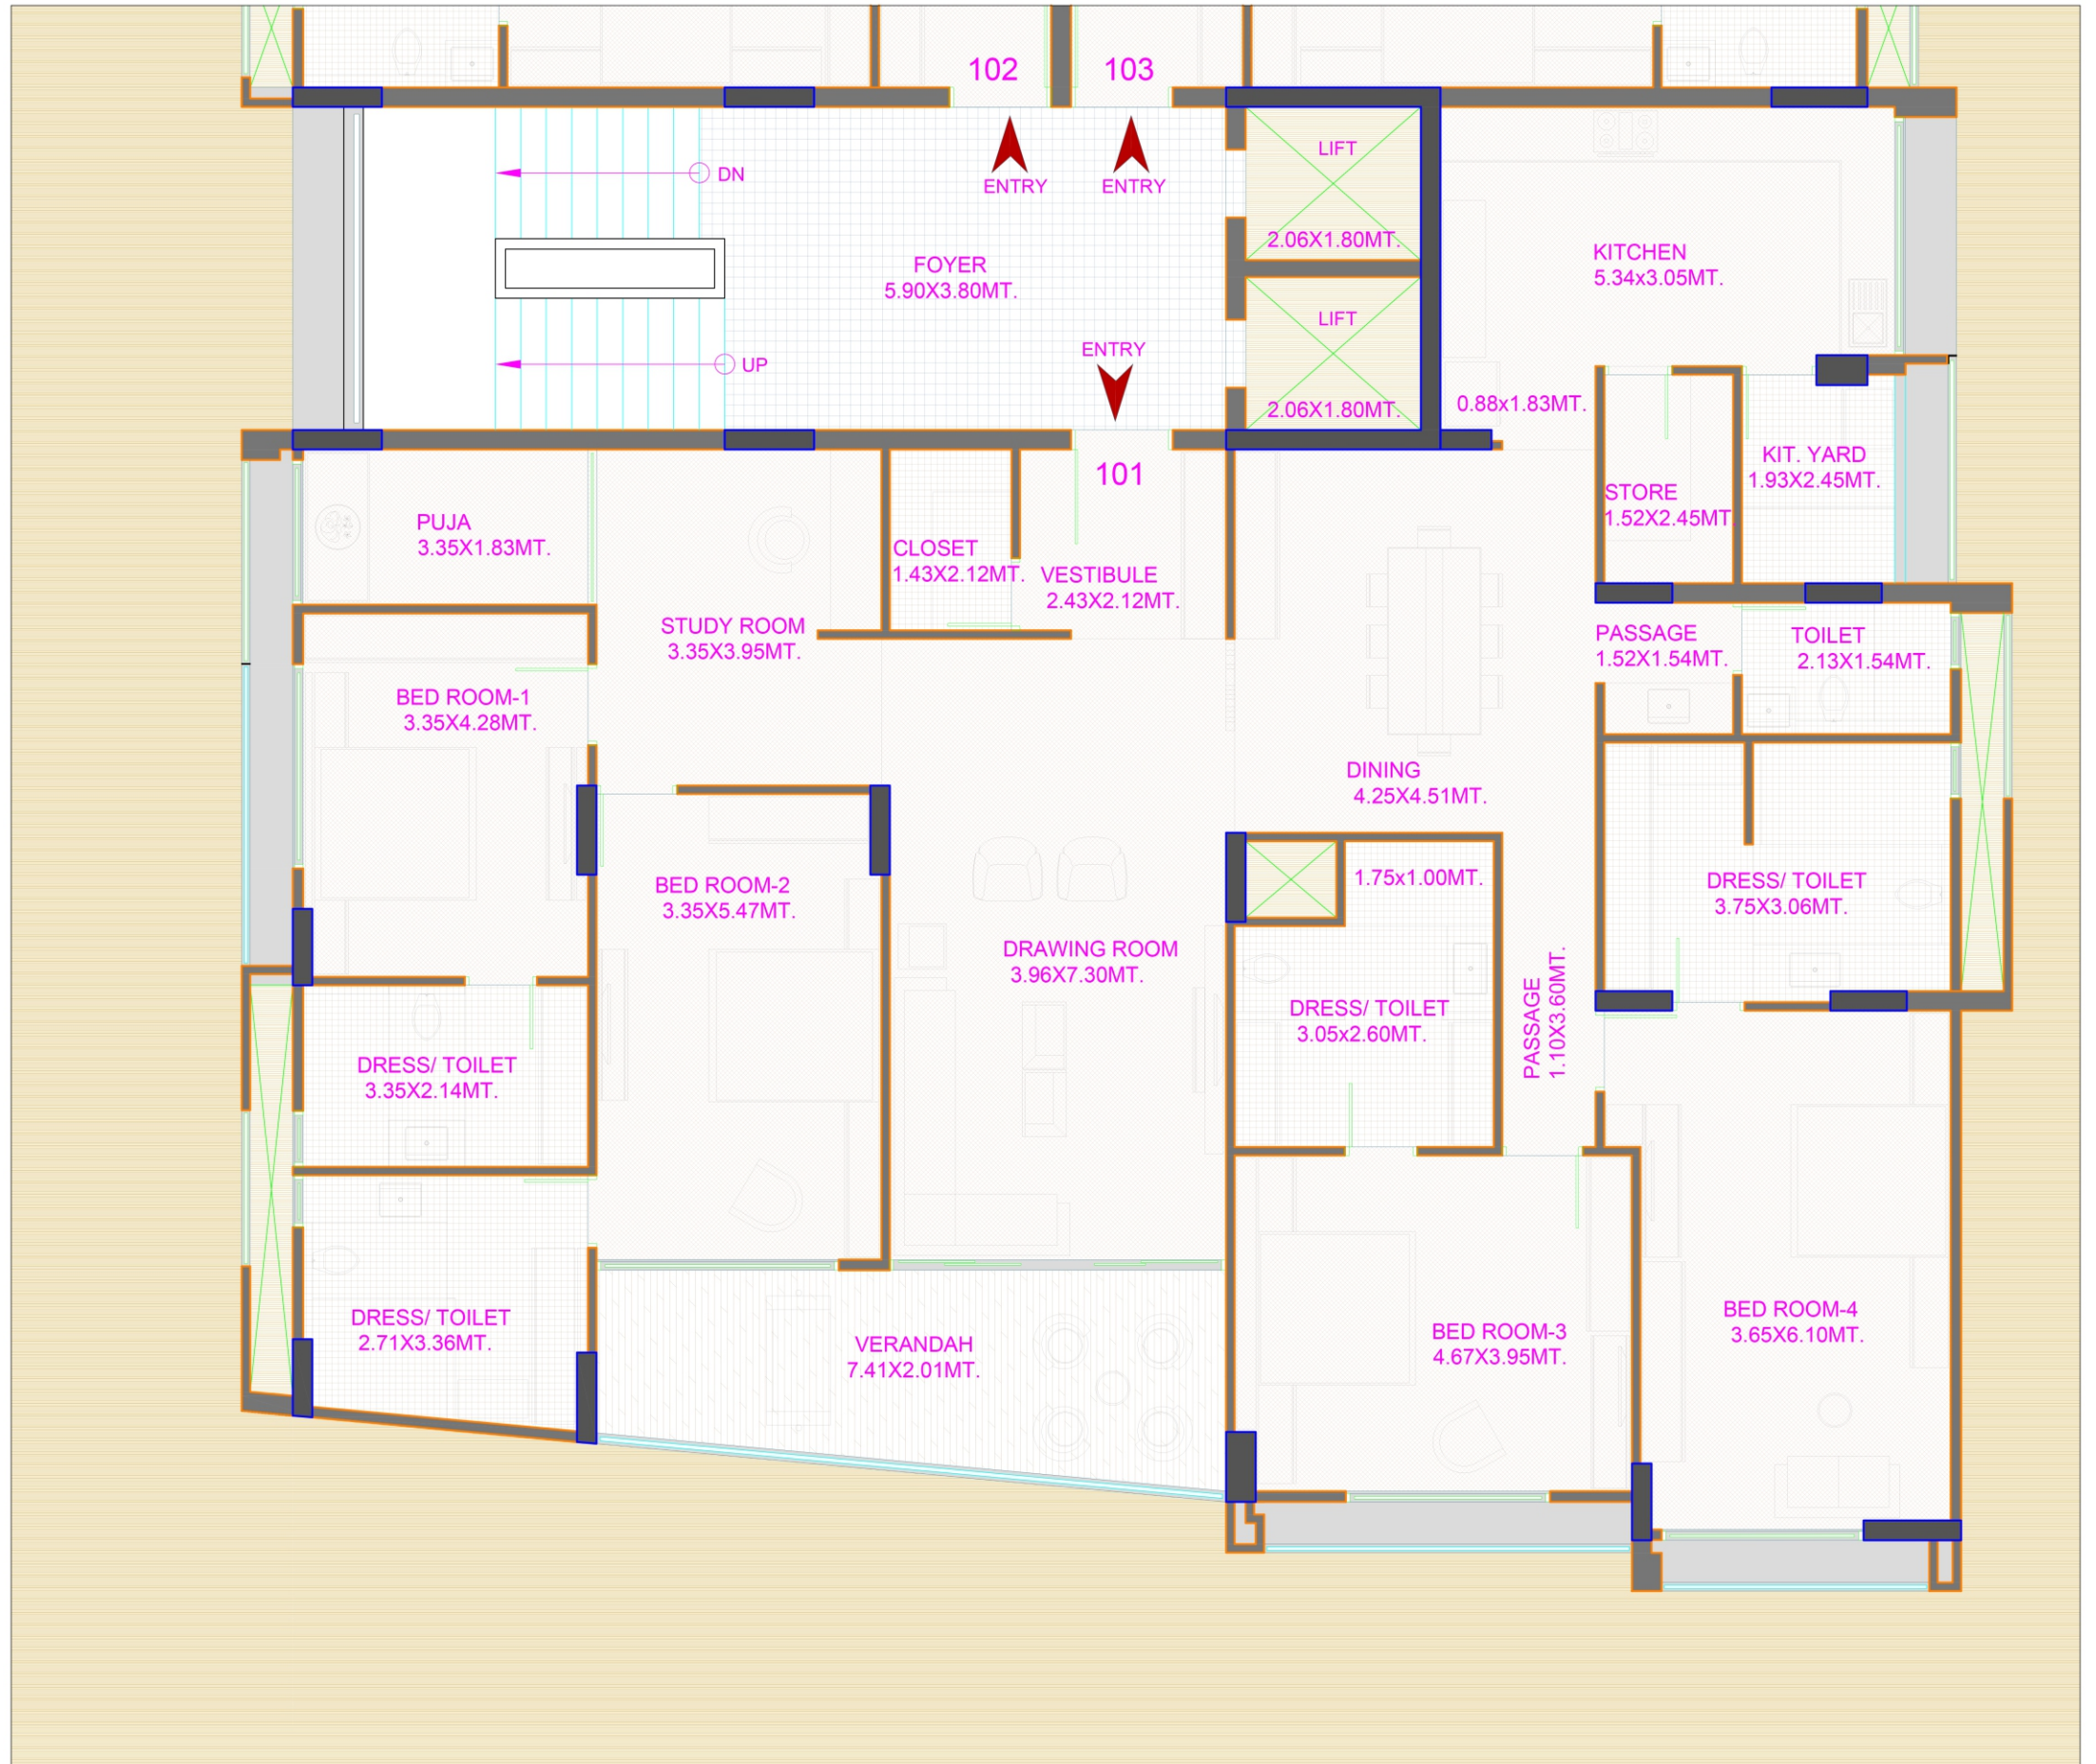 102
103
ENTRY
ENTRY
DN
UP
FOYER
5.90X3.80MT.
ENTRY
LIFT
2.06X1.80MT.
LIFT
2.06X1.80MT.
KITCHEN
5.34x3.05MT.
0.88x1.83MT.
STORE
1.52X2.45MT
KIT. YARD
1.93X2.45MT.
101
PUJA
3.35X1.83MT.
CLOSET
1.43X2.12MT.
VESTIBULE
2.43X2.12MT.
STUDY ROOM
3.35X3.95MT.
PASSAGE
1.52X1.54MT.
TOILET
2.13X1.54MT.
BED ROOM-1
3.35X4.28MT.
DINING
4.25X4.51MT.
BED ROOM-2
3.35X5.47MT.
1.75x1.00MT.
DRESS/ TOILET
3.75X3.06MT.
DRAWING ROOM
3.96X7.30MT.
DRESS/ TOILET
3.05x2.60MT.
PASSAGE
1.10X3.60MT.
DRESS/ TOILET
3.35X2.14MT.
DRESS/ TOILET
2.71X3.36MT.
VERANDAH
7.41X2.01MT.
BED ROOM-3
4.67X3.95MT.
BED ROOM-4
3.65X6.10MT.